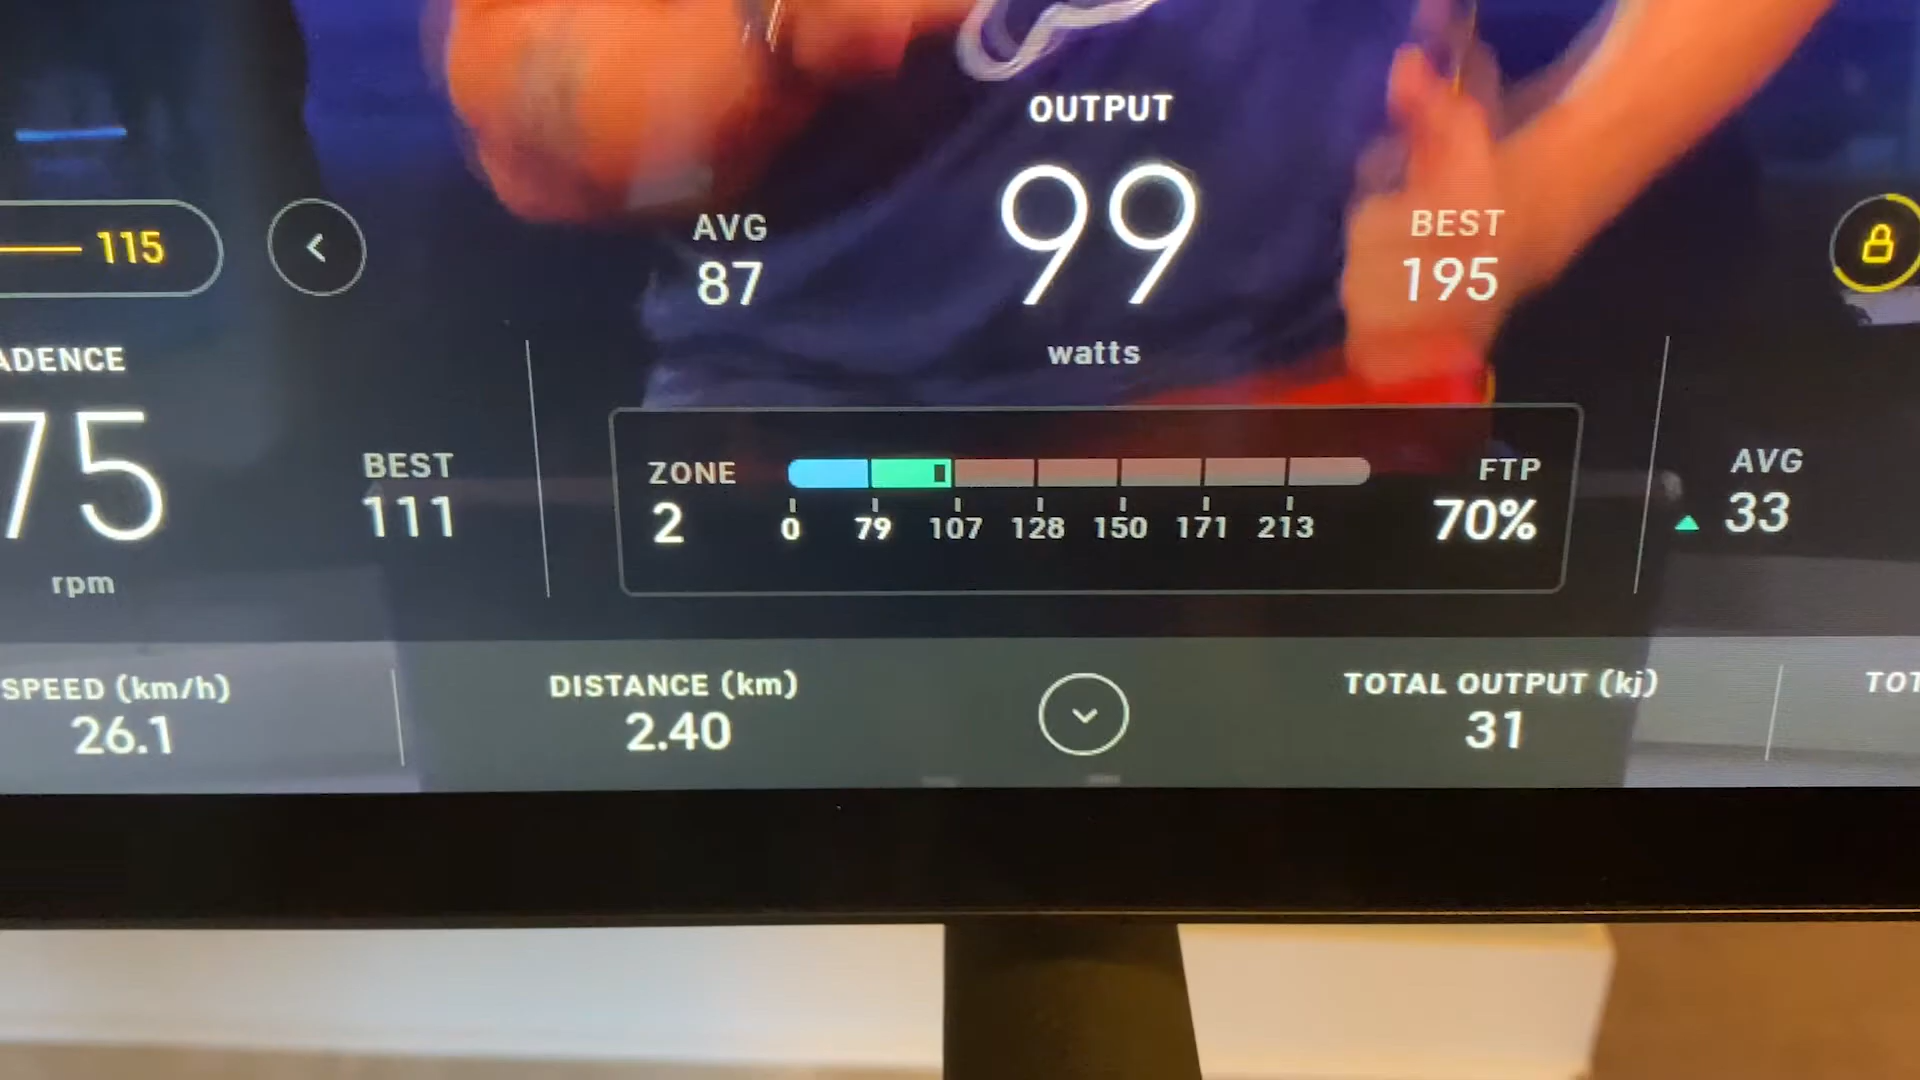 115
ADENCE
75
rpm
BEST
111
OUTPUT
AVG
87
99
watts
BEST
195
ZONE
2
0 79 107 128 150 171 213
FTP
70%
AVG
33
SPEED (km/h)
26.1
DISTANCE (km)
2.40
TOTAL OUTPUT (kj)
31
TOT